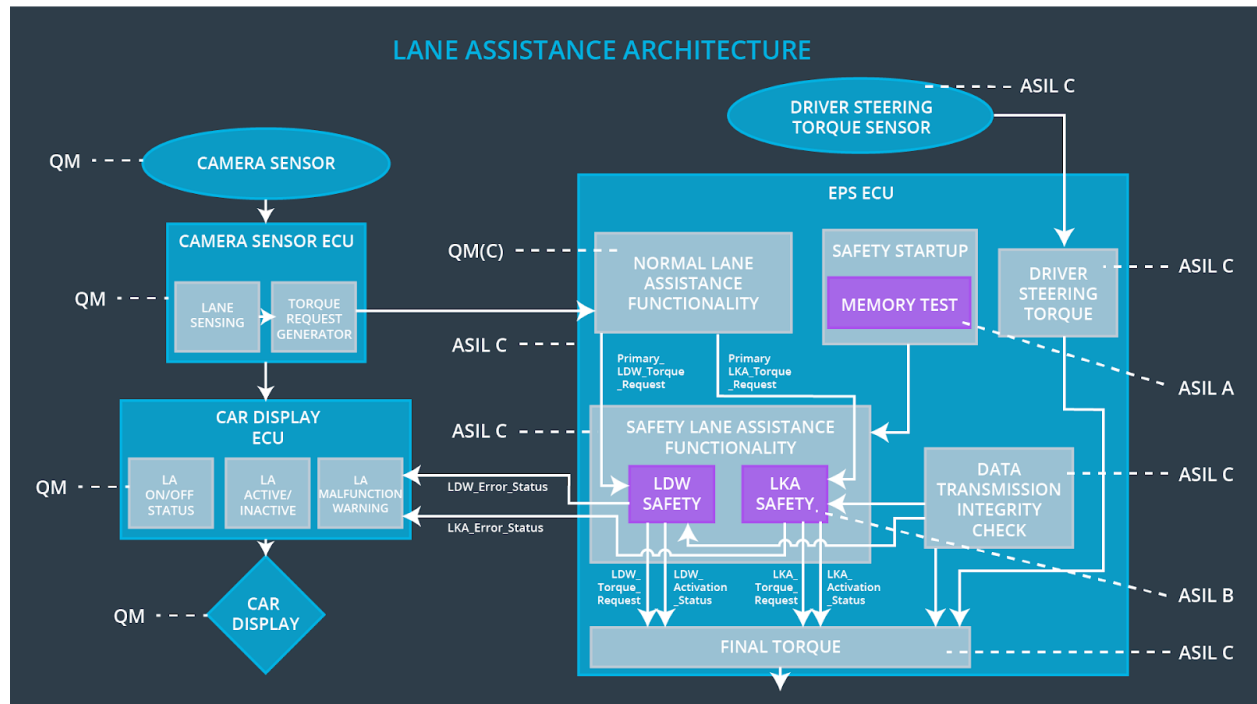 LANE ASSISTANCE ARCHITECTURE
ASIL C
DRIVER STEERING
TORQUE SENSOR
QM
CAMERA SENSOR
EPS ECU
CAMERA SENSOR ECU
QM(C)
NORMAL LANE
ASSISTANCE
FUNCTIONALITY
SAFETY STARTUP
MEMORY TEST
DRIVER
STEERING
TORQUE
ASIL C
QM
LANE
SENSING
TORQUE
REQUEST
GENERATOR
ASIL C
Primary_
LDW_Torque
_Request
Primary
LKA_Torque
_Request
ASIL A
CAR DISPLAY
ECU
ASIL C
SAFETY LANE ASSISTANCE
FUNCTIONALITY
QM
LA
ON/OFF
STATUS
LA
ACTIVE/
INACTIVE
LA
MALFUNCTION
WARNING
LDW_Error_Status
LKA_Error_Status
LDW
SAFETY
LKA
SAFETY
DATA
TRANSMISSION
INTEGRITY
CHECK
ASIL C
LDW_
Torque_
Request
LDW_
Activation
_Status
LKA_
Torque_
Request
LKA_
Activation
_Status
ASIL B
QM
CAR
DISPLAY
FINAL TORQUE
ASIL C